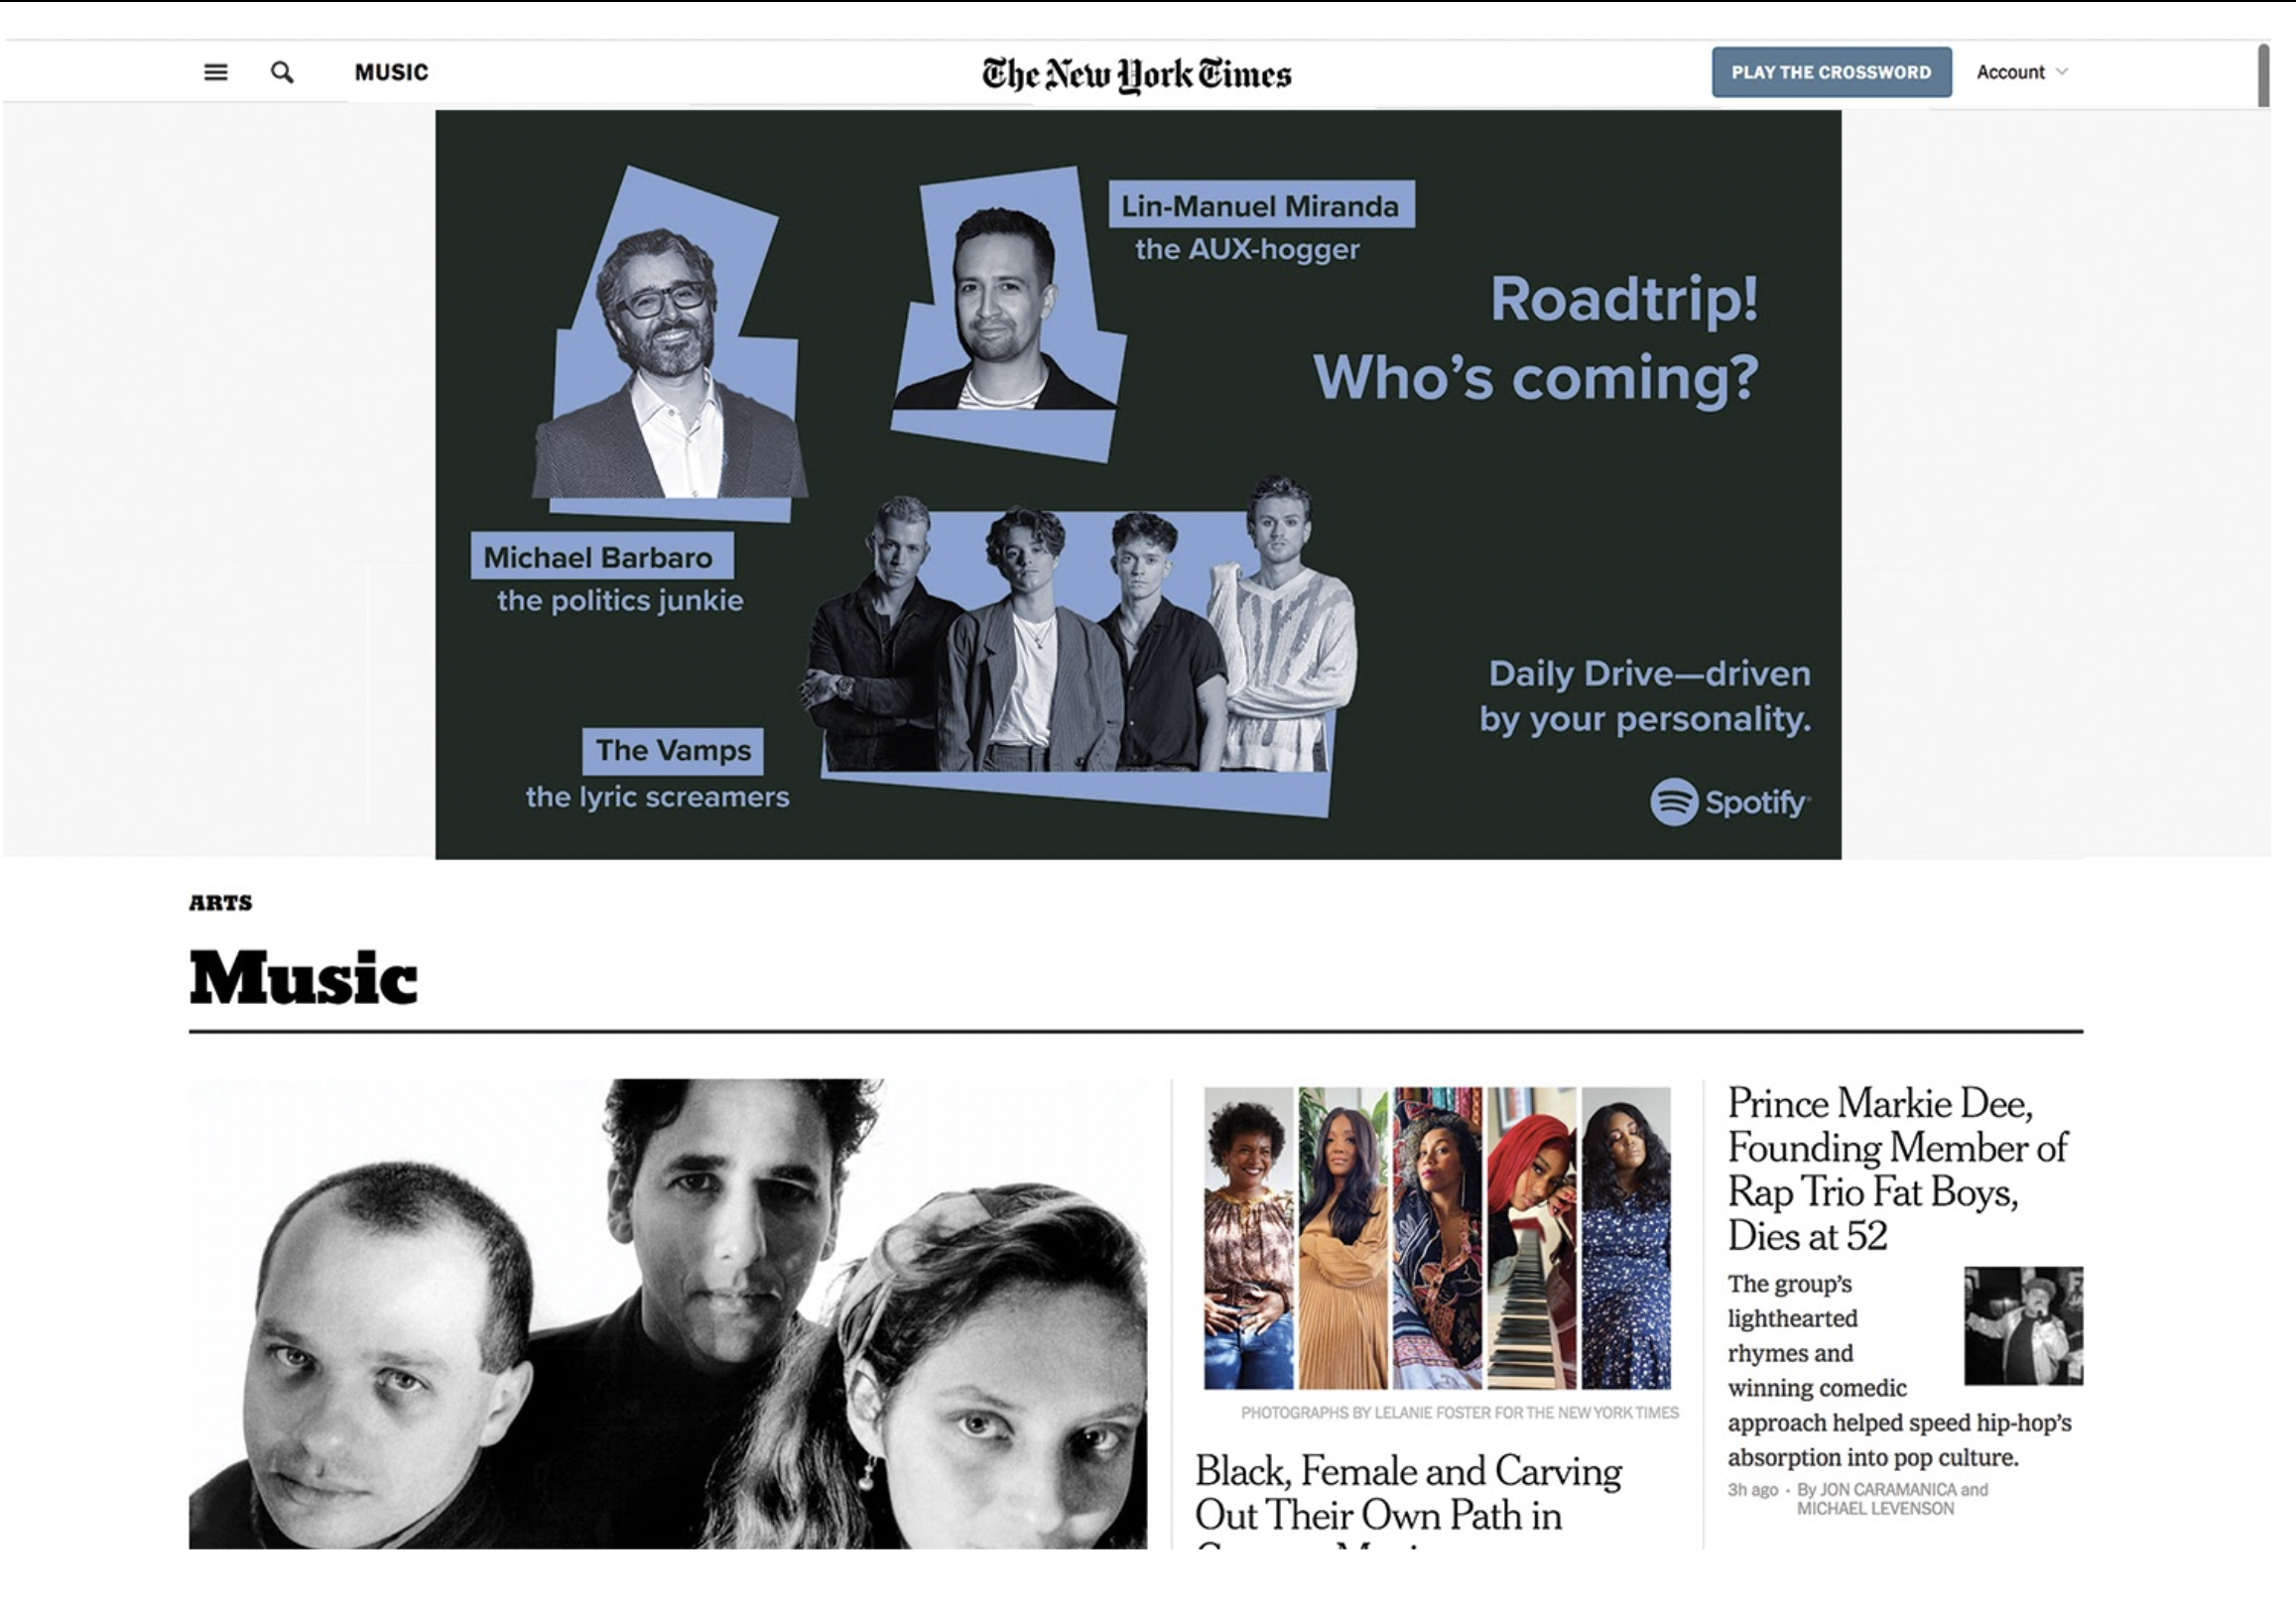 MUSIC
The New York Times
PLAY THE CROSSWORD
Account
Lin-Manuel Miranda
the AUX-hogger
Roadtrip!
Who's coming?
Michael Barbaro
the politics junkie
The Vamps
the lyric screamers
Daily Drive—driven
by your personality.
Spotify
ARTS
Music
PHOTOGRAPHS BY LELANIE FOSTER FOR THE NEW YORK TIMES
Black, Female and Carving
Out Their Own Path in
Prince Markie Dee,
Founding Member of
Rap Trio Fat Boys,
Dies at 52
The group's
lighthearted
rhymes and
winning comedic
approach helped speed hip-hop's
absorption into pop culture.
3h ago · By JON CARAMANICA and
MICHAEL LEVENSON